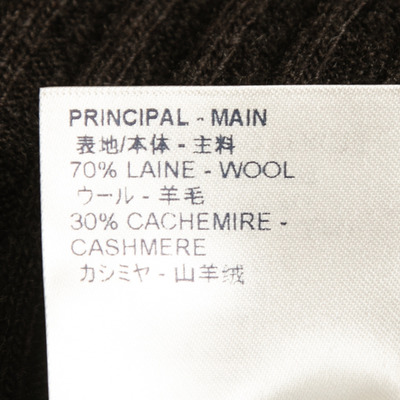 PRINCIPAL - MAIN
表地/本体 - 主料
70% LAINE - WOOL
ウール - 羊毛
30% CACHEMIRE -
CASHMERE
カシミヤ - 山羊绒